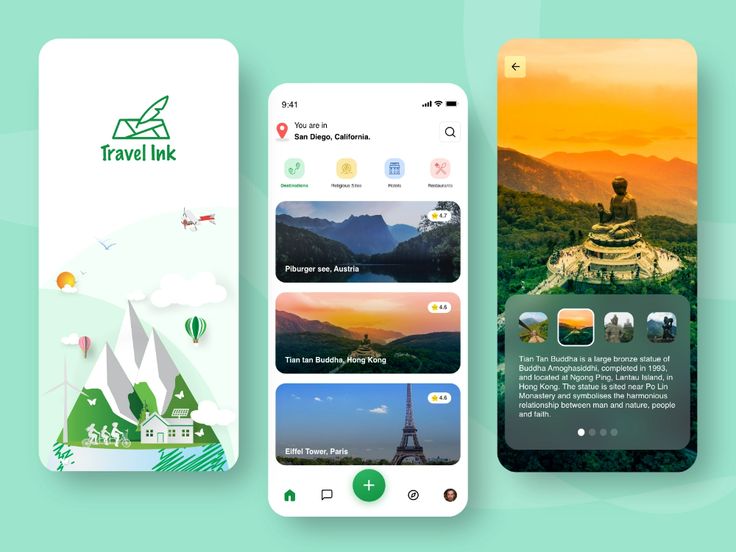 Travel Ink
9:41
You are in
San Diego, California.
Destinations
Religious Sites
Hotels
Restaurants
4.7
Piburger see, Austria
4.6
Tian tan Buddha, Hong Kong
4.6
Eiffel Tower, Paris
Tian Tan Buddha is a large bronze statue of
Buddha Amoghasiddhi, completed in 1993,
and located at Ngong Ping, Lantau Island, in
Hong Kong. The statue is sited near Po Lin
Monastery and symbolises the harmonious
relationship between man and nature, people
and faith.